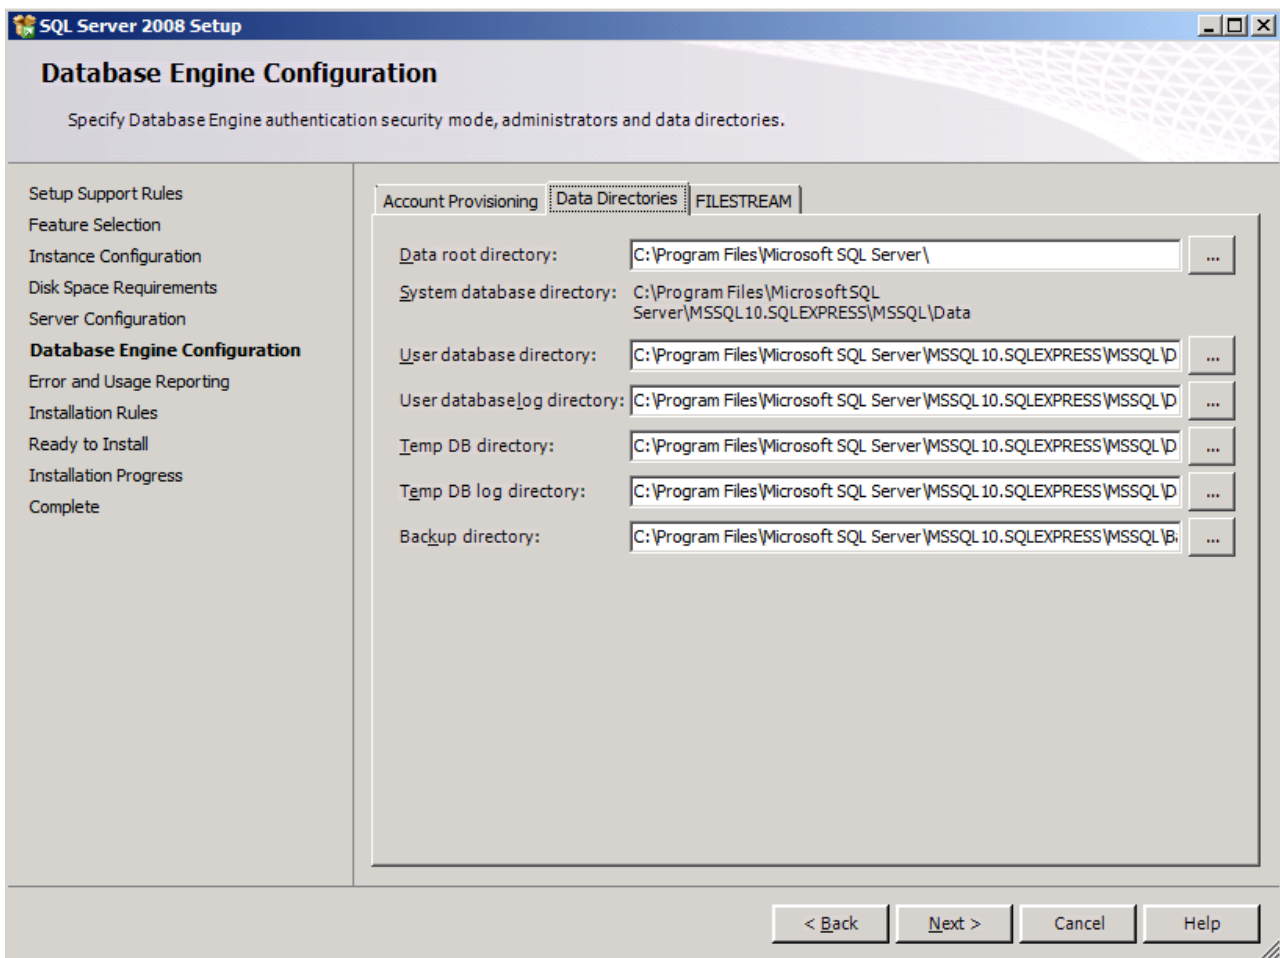 SQL Server 2008 Setup
Database Engine Configuration
Specify Database Engine authentication security mode, administrators and data directories.
Setup Support Rules
Feature Selection
Instance Configuration
Disk Space Requirements
Server Configuration
Database Engine Configuration
Error and Usage Reporting
Installation Rules
Ready to Install
Installation Progress
Complete
Account Provisioning Data Directories FILESTREAM
Data root directory: C:\Program Files\Microsoft SQL Server\ ...
System database directory: C:\Program Files\Microsoft SQL
Server\MSSQL10.SQLEXPRESS\MSSQL\Data
User database directory: C:\Program Files\Microsoft SQL Server\MSSQL10.SQLEXPRESS\MSSQL\D ...
User database log directory: C:\Program Files\Microsoft SQL Server\MSSQL10.SQLEXPRESS\MSSQL\D ...
Temp DB directory: C:\Program Files\Microsoft SQL Server\MSSQL10.SQLEXPRESS\MSSQL\D ...
Temp DB log directory: C:\Program Files\Microsoft SQL Server\MSSQL10.SQLEXPRESS\MSSQL\D ...
Backup directory: C:\Program Files\Microsoft SQL Server\MSSQL10.SQLEXPRESS\MSSQL\Ba ...
< Back Next > Cancel Help